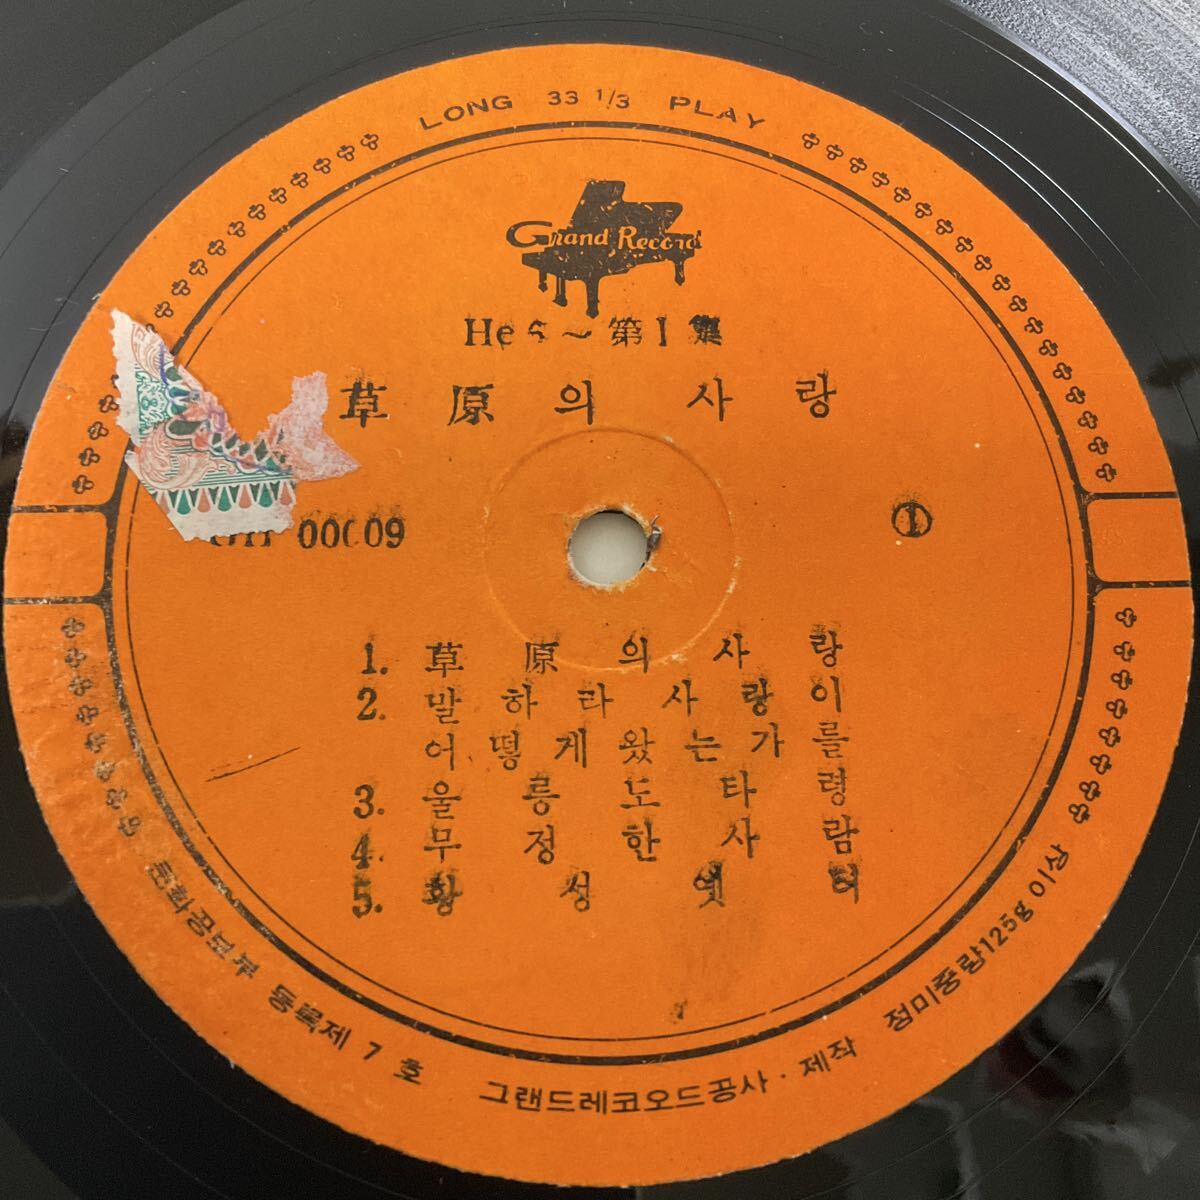 LONG 33 1/3 PLAY
Grand Record
He 5 ~ 第 1 集
草原의 사랑
00009
①
1. 草原의 사랑
2. 말하라 사랑이
어떻게 왔는가를
3. 울릉도 타령
4. 무정한 사람
5. 황성옛터
문화공보부 등록제 7 호 그랜드레코오드공사·제작 정미중량125g이상